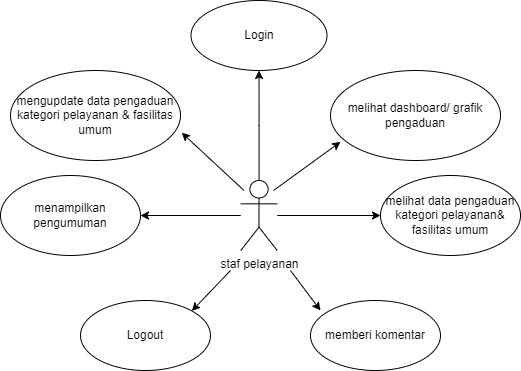 Login
mengupdate data pengaduan
kategori pelayanan & fasilitas
umum
melihat dashboard/ grafik
pengaduan
menampilkan
pengumuman
melihat data pengaduan
kategori pelayanan&
fasilitas umum
staf pelayanan
Logout
memberi komentar